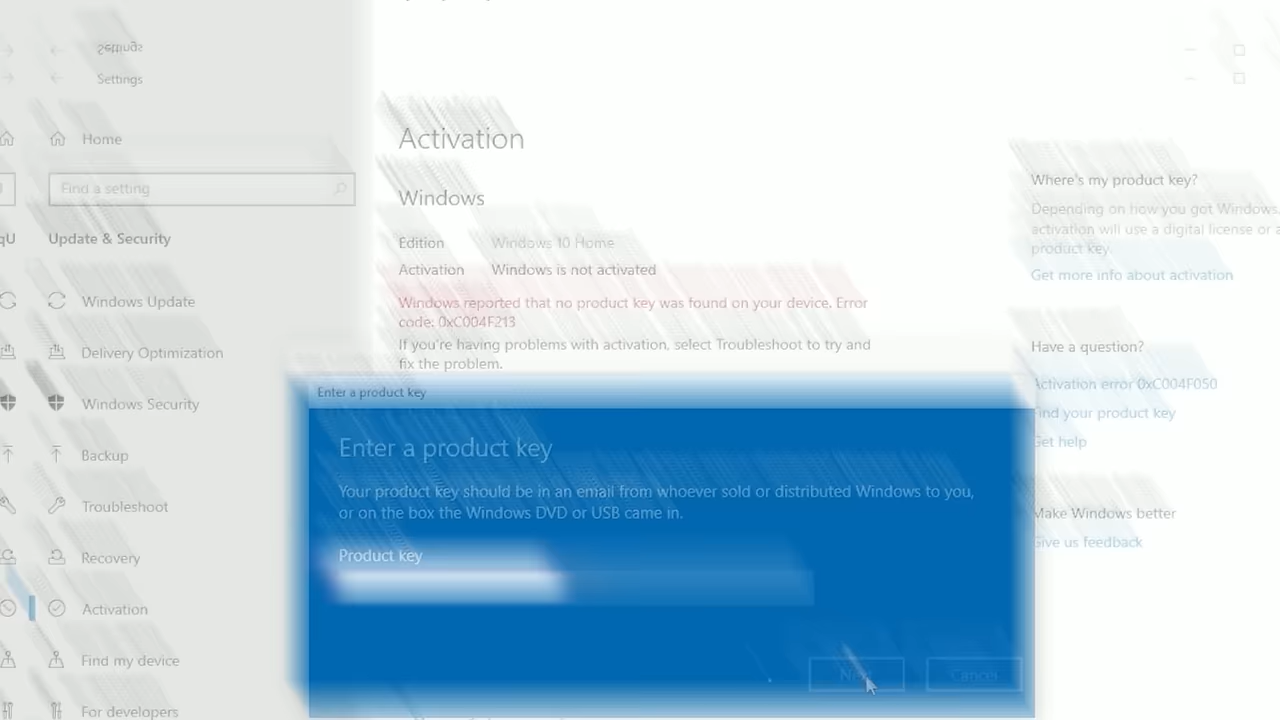 Settings
Settings
Home
Find a setting
Update & Security
Windows Update
Delivery Optimization
Windows Security
Backup
Troubleshoot
Recovery
Activation
Find my device
For developers
Activation
Windows
Edition Windows 10 Home
Activation Windows is not activated
Windows reported that no product key was found on your device. Error
code: 0xC004F213
If you're having problems with activation, select Troubleshoot to try and
fix the problem.
Enter a product key
Enter a product key
Your product key should be in an email from whoever sold or distributed Windows to you,
or on the box the Windows DVD or USB came in.
Product key
Next
Cancel
Where's my product key?
Depending on how you got Windows,
activation will use a digital license or a
product key.
Get more info about activation
Have a question?
Activation error 0xC004F050
Find your product key
Get help
Make Windows better
Give us feedback